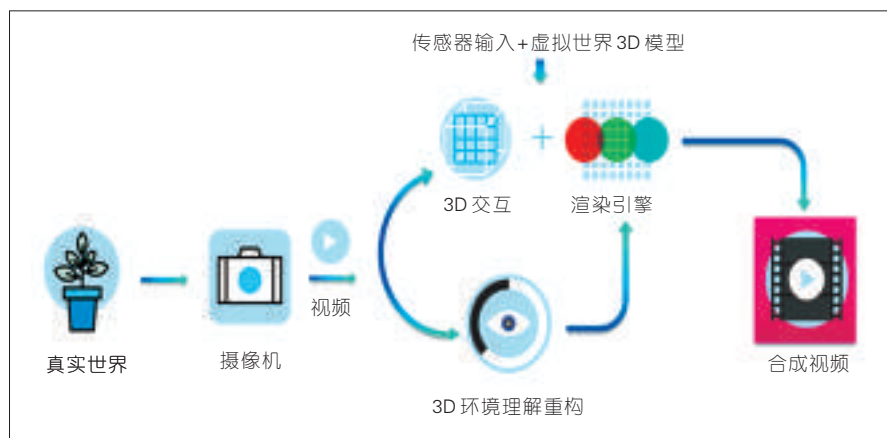 传感器输入+虚拟世界3D模型
3D交互
渲染引擎
视频
真实世界
摄像机
合成视频
3D环境理解重构